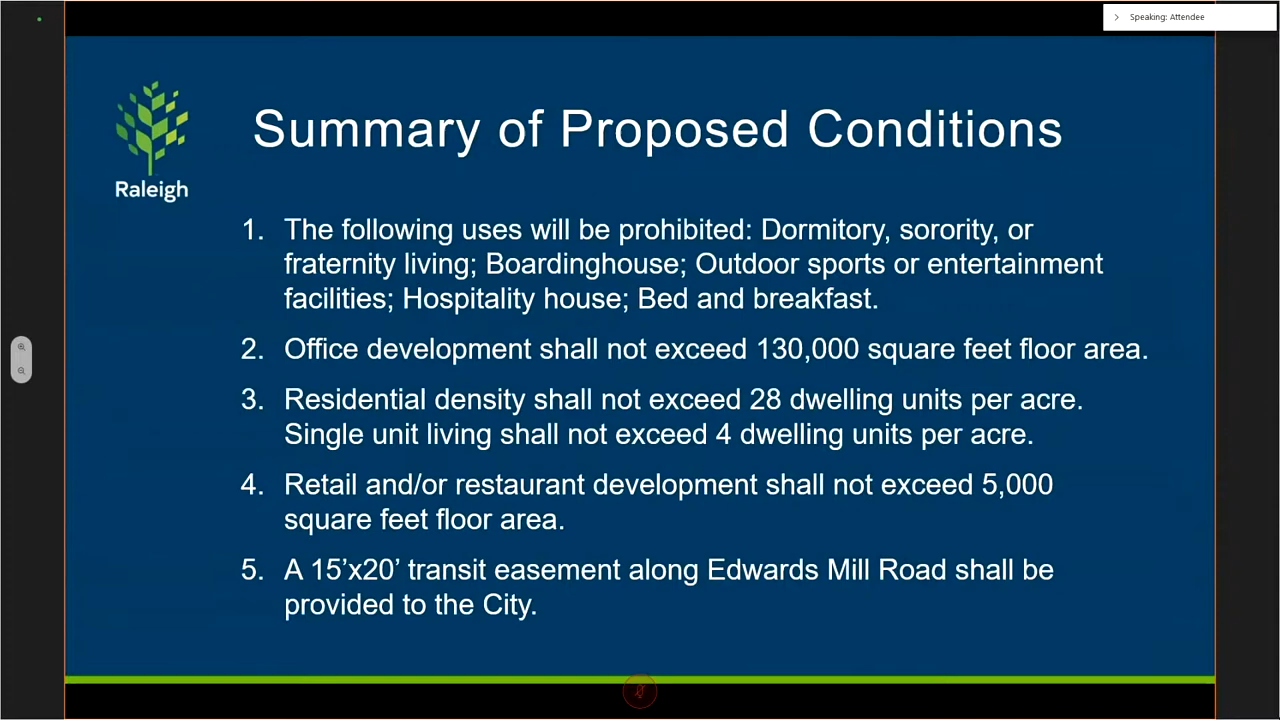 Speaking: Attendee
Raleigh
Summary of Proposed Conditions
1. The following uses will be prohibited: Dormitory, sorority, or
fraternity living; Boardinghouse; Outdoor sports or entertainment
facilities; Hospitality house; Bed and breakfast.
2. Office development shall not exceed 130,000 square feet floor area.
3. Residential density shall not exceed 28 dwelling units per acre.
Single unit living shall not exceed 4 dwelling units per acre.
4. Retail and/or restaurant development shall not exceed 5,000
square feet floor area.
5. A 15’x20’ transit easement along Edwards Mill Road shall be
provided to the City.